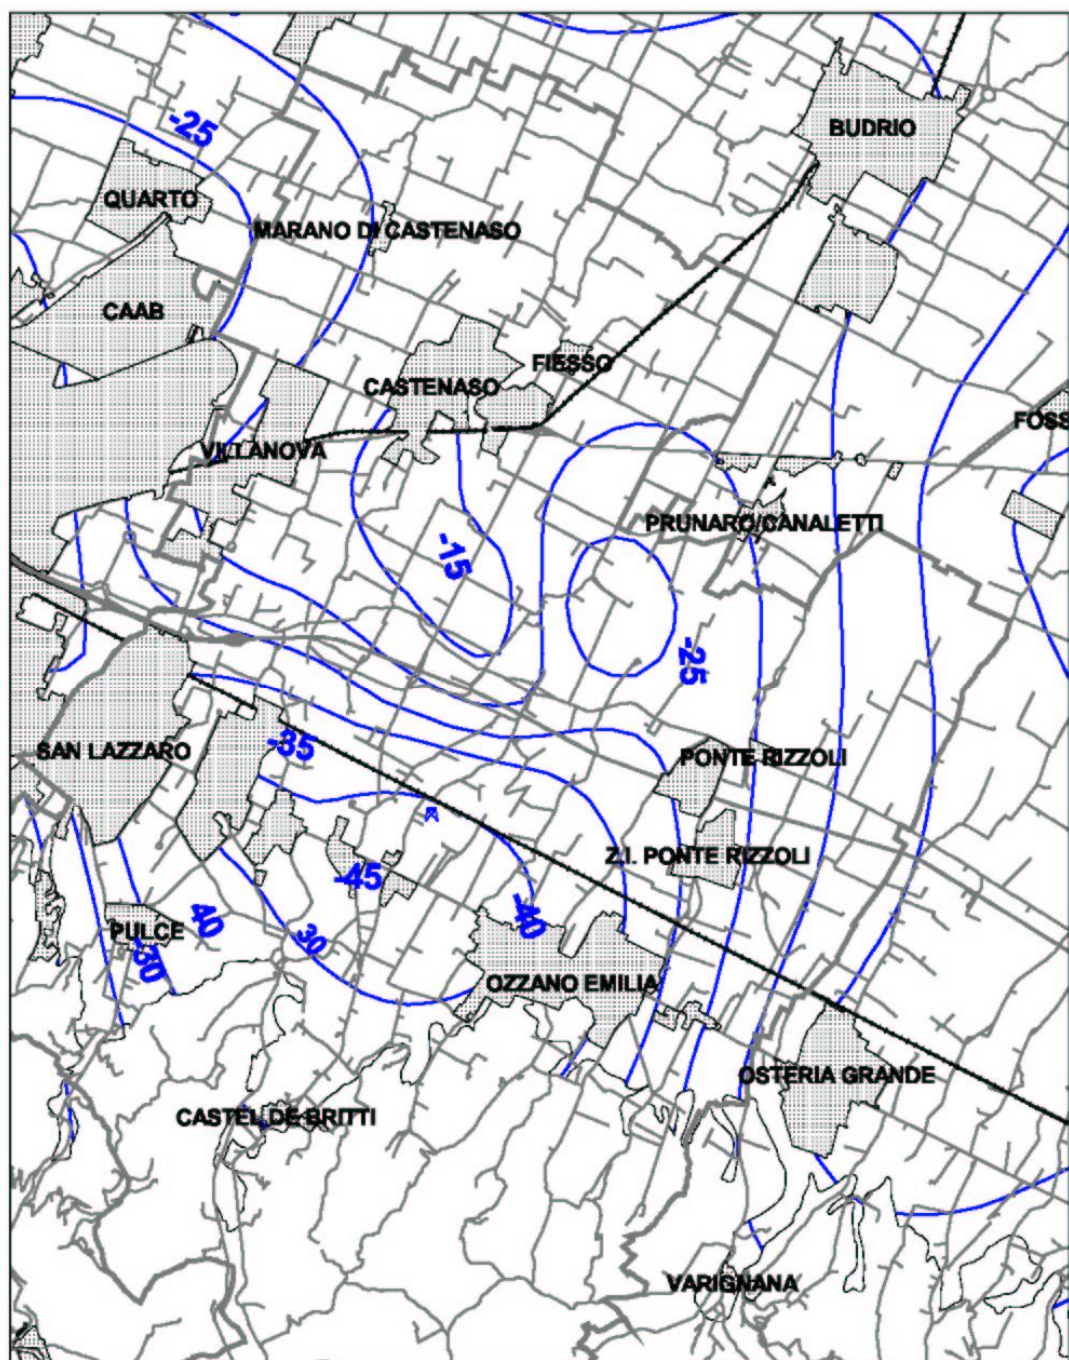 BUDRIO
-25
QUARTO
MARANO DI CASTENASO
CAAB
FIESSO
CASTENASO
FOSS
VILLANOVA
PRUNARO/CANALETTI
-15
-25
SAN LAZZARO
-35
PONTE RIZZOLI
Z.I. PONTE RIZZOLI
-45
40
-40
PULCE
30
-30
OZZANO EMILIA
OSTERIA GRANDE
CASTEL DE BRITTI
VARIGNANA